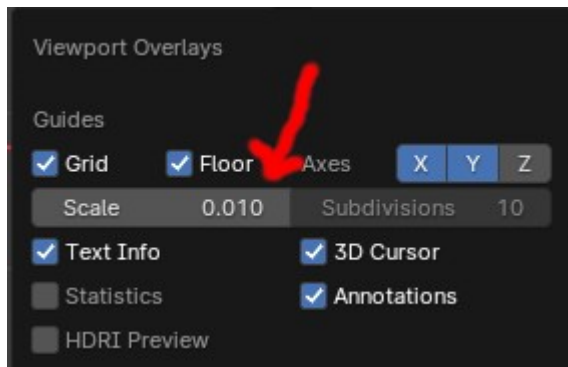 Viewport Overlays
Guides
Grid Floor Axes X Y Z
Scale 0.010 Subdivisions 10
Text Info 3D Cursor
Statistics Annotations
HDRI Preview